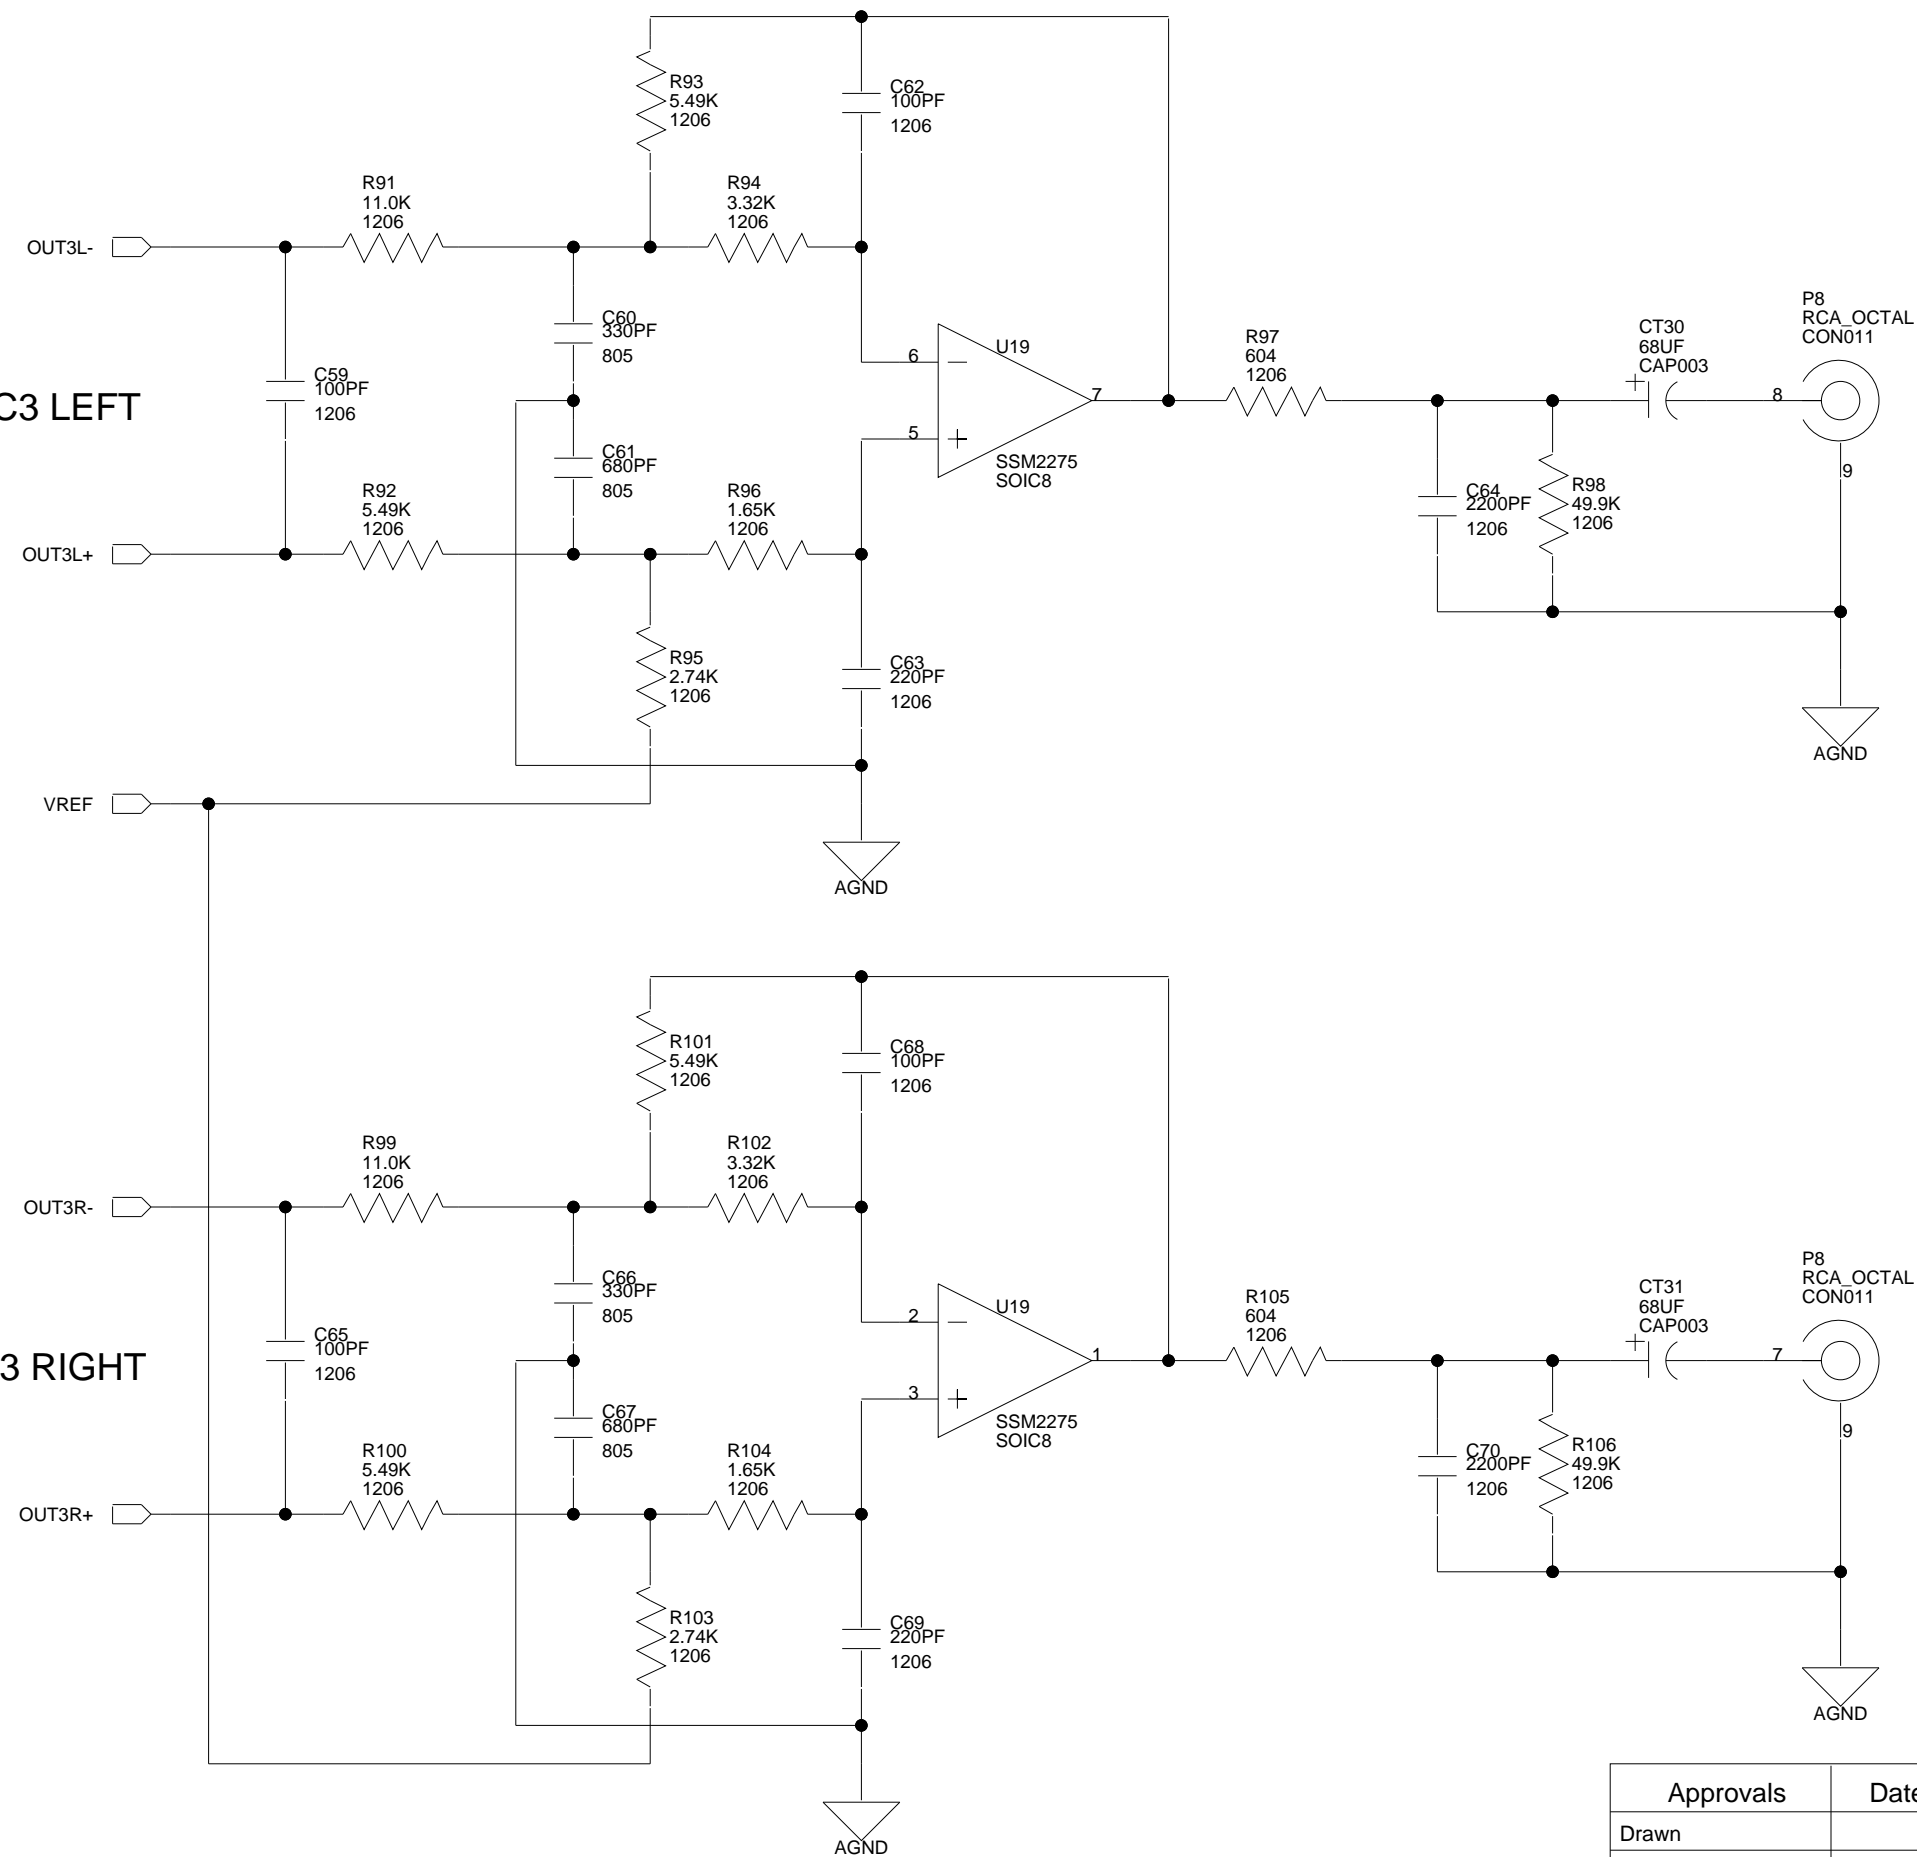 R93
5.49K
1206
C62
100PF
1206
R91
11.0K
1206
R94
3.32K
1206
OUT3L-
C60
330PF
805
U19
6
5
7
SSM2275
SOIC8
R97
604
1206
CT30
68UF
CAP003
P8
RCA_OCTAL
CON011
8
9
C59
100PF
1206
C3 LEFT
C61
680PF
805
R92
5.49K
1206
R96
1.65K
1206
C64
2200PF
1206
R98
49.9K
1206
OUT3L+
R95
2.74K
1206
C63
220PF
1206
AGND
VREF
AGND
R101
5.49K
1206
C68
100PF
1206
R99
11.0K
1206
R102
3.32K
1206
OUT3R-
C66
330PF
805
U19
2
3
1
SSM2275
SOIC8
R105
604
1206
CT31
68UF
CAP003
P8
RCA_OCTAL
CON011
7
9
C65
100PF
1206
3 RIGHT
C67
680PF
805
R100
5.49K
1206
R104
1.65K
1206
C70
2200PF
1206
R106
49.9K
1206
OUT3R+
R103
2.74K
1206
C69
220PF
1206
AGND
AGND
Approvals
Date
Drawn